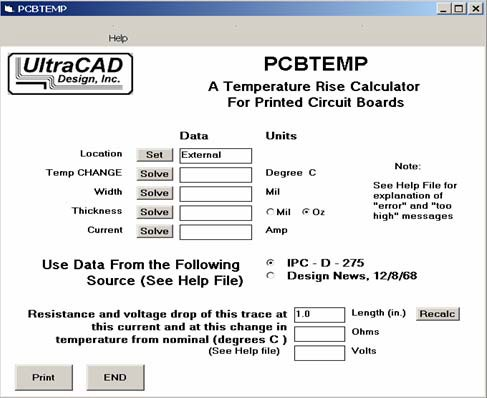 PCBTEMP
Help
UltraCAD
Design, Inc.
PCBTEMP
A Temperature Rise Calculator
For Printed Circuit Boards
Data Units
Location Set External
Temp CHANGE Solve Degree C
Width Solve Mil
Thickness Solve Mil Oz
Current Solve Amp
Note:
See Help File for
explanation of
"error" and "too
high" messages
Use Data From the Following
Source (See Help File)
IPC - D - 275
Design News, 12/8/68
Resistance and voltage drop of this trace at
this current and at this change in
temperature from nominal (degrees C )
(See Help file)
1.0 Length (in.) Recalc
Ohms
Volts
Print END